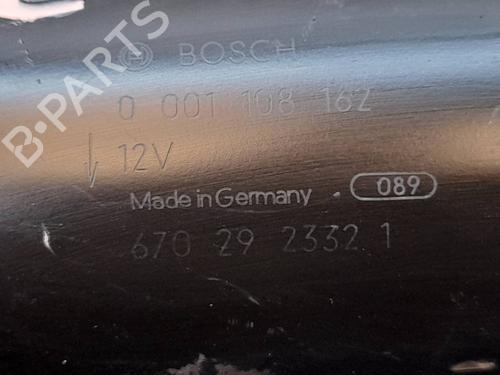 B-PARTS
BOSCH
0 001 108 162
12V
Made in Germany
089
670 29 2332 1